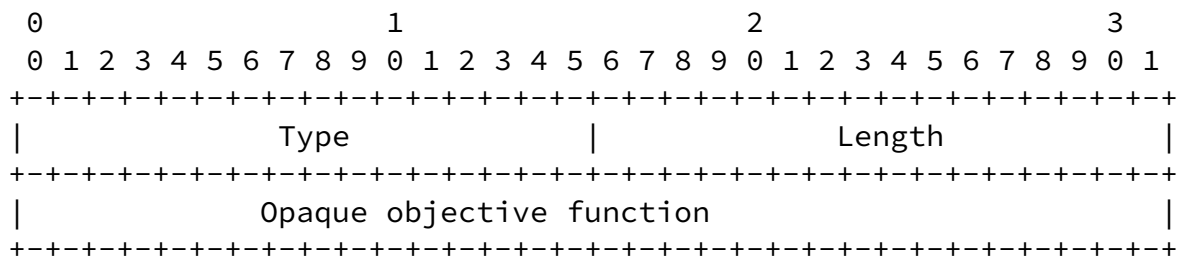 0                   1                   2                   3
 0 1 2 3 4 5 6 7 8 9 0 1 2 3 4 5 6 7 8 9 0 1 2 3 4 5 6 7 8 9 0 1
+-+-+-+-+-+-+-+-+-+-+-+-+-+-+-+-+-+-+-+-+-+-+-+-+-+-+-+-+-+-+-+-+
|              Type             |             Length            |
+-+-+-+-+-+-+-+-+-+-+-+-+-+-+-+-+-+-+-+-+-+-+-+-+-+-+-+-+-+-+-+-+
|             Opaque objective function                         |
+-+-+-+-+-+-+-+-+-+-+-+-+-+-+-+-+-+-+-+-+-+-+-+-+-+-+-+-+-+-+-+-+